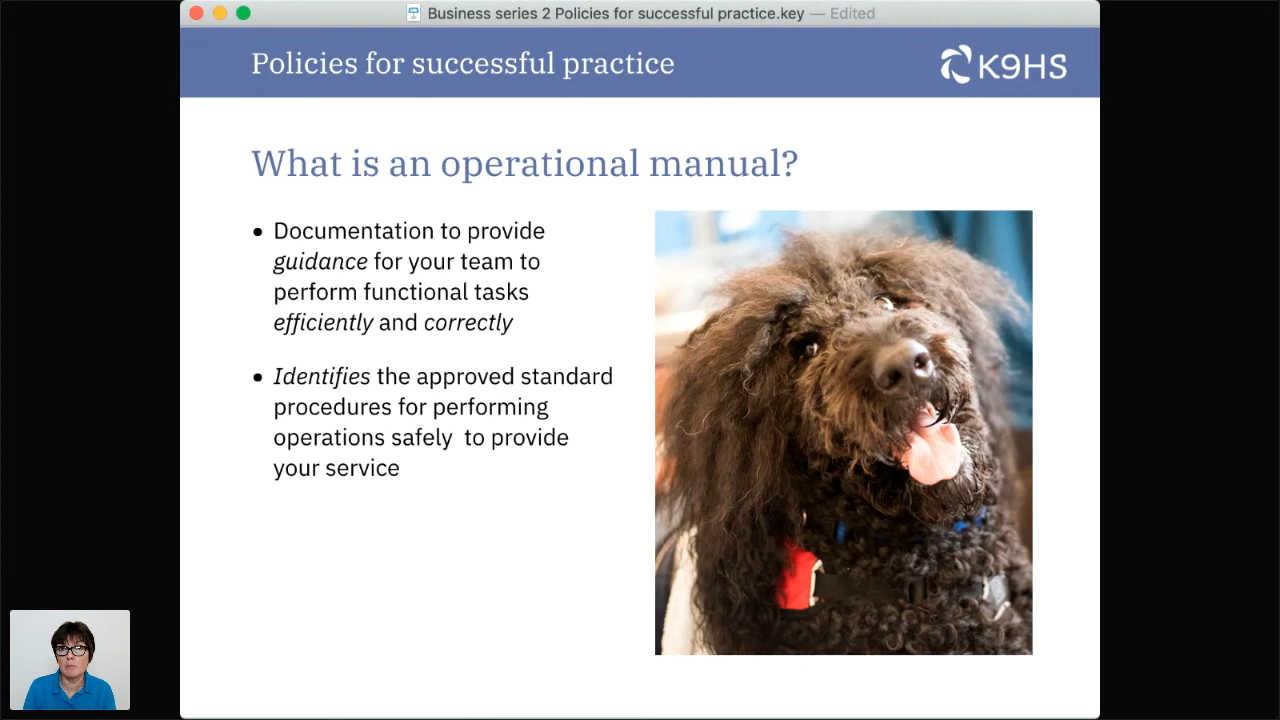 Business series 2 Policies for successful practice.key — Edited
Policies for successful practice
K9HS
What is an operational manual?
• Documentation to provide
guidance for your team to
perform functional tasks
efficiently and correctly
• Identifies the approved standard
procedures for performing
operations safely  to provide
your service